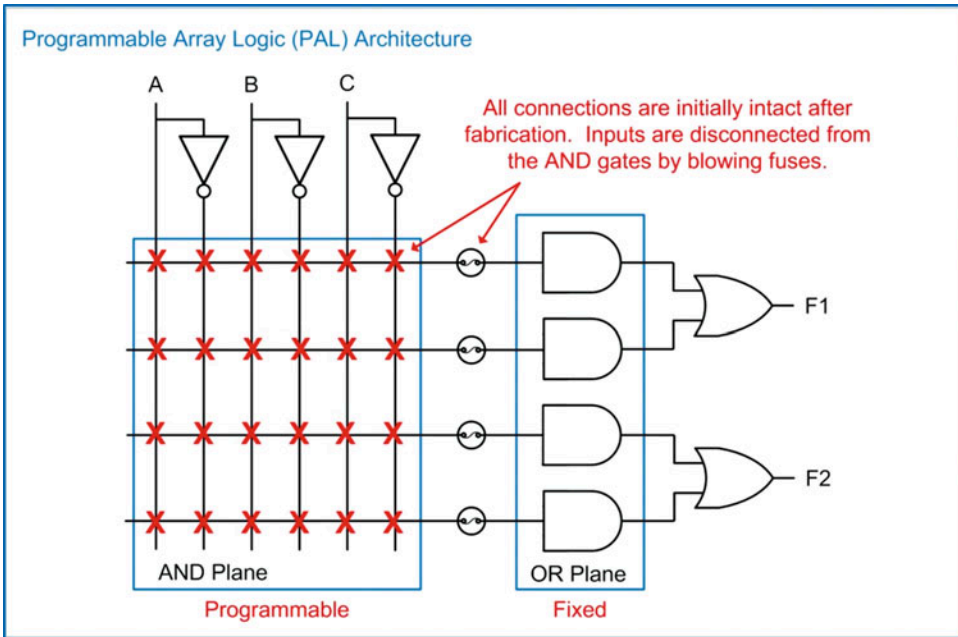 Programmable Array Logic (PAL) Architecture
A B C
All connections are initially intact after
fabrication. Inputs are disconnected from
the AND gates by blowing fuses.
F1
F2
AND Plane
OR Plane
Programmable
Fixed